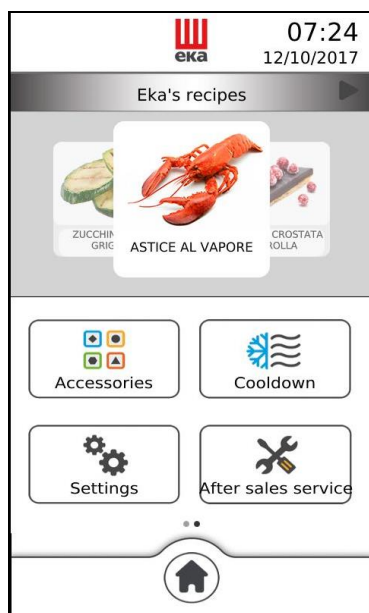 07:24
eka
12/10/2017
Eka's recipes
ZUCCHIN
GRIG
ASTICE AL VAPORE
CROSTATA
ROLLA
Accessories
Cooldown
Settings
After sales service